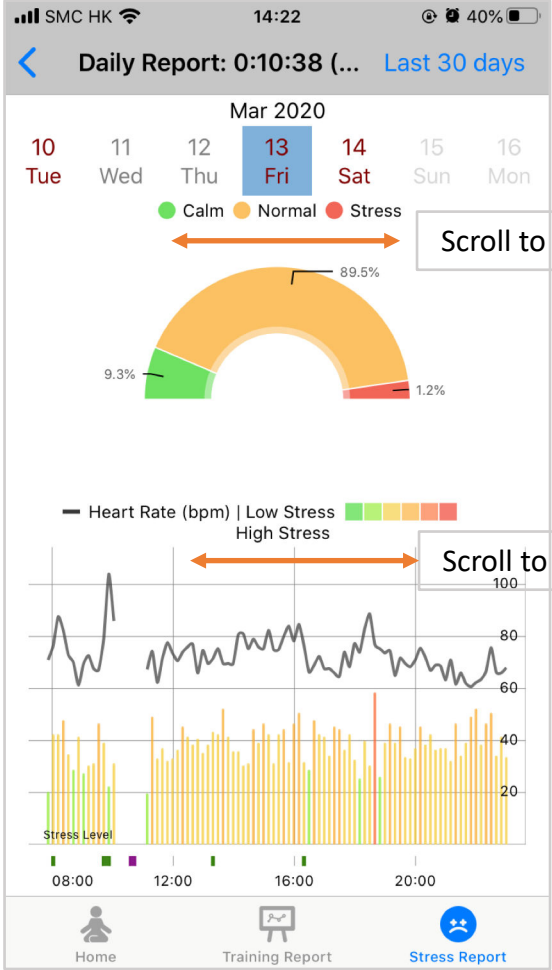 SMC HK 14:22 40%
Daily Report: 0:10:38 (... Last 30 days
Mar 2020
10 11 12 13 14 15 16
Tue Wed Thu Fri Sat Sun Mon
Calm Normal Stress
Scroll to
89.5%
9.3%
1.2%
Heart Rate (bpm) | Low Stress
High Stress
Scroll to
100
80
60
40
20
Stress Level
08:00 12:00 16:00 20:00
Home Training Report Stress Report